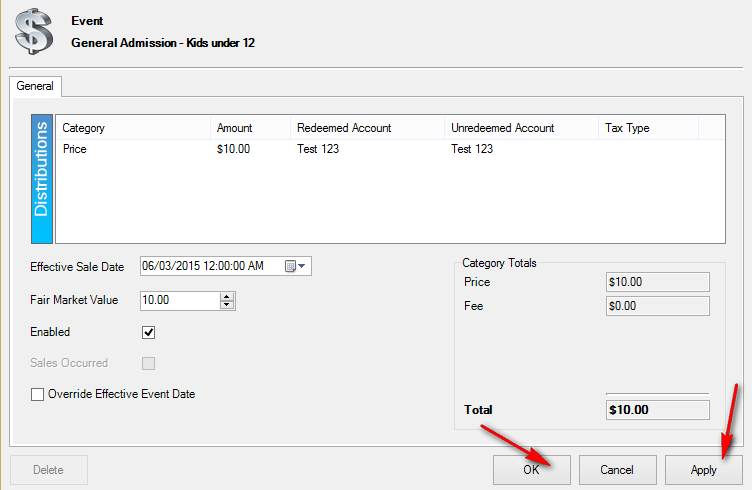 Event
General Admission - Kids under 12
General
Distributions
Category Amount Redeemed Account Unredeemed Account Tax Type
Price $10.00 Test 123 Test 123
Effective Sale Date 06/03/2015 12:00:00 AM
Fair Market Value 10.00
Enabled
Sales Occurred
Override Effective Event Date
Category Totals
Price $10.00
Fee $0.00
Total $10.00
Delete OK Cancel Apply